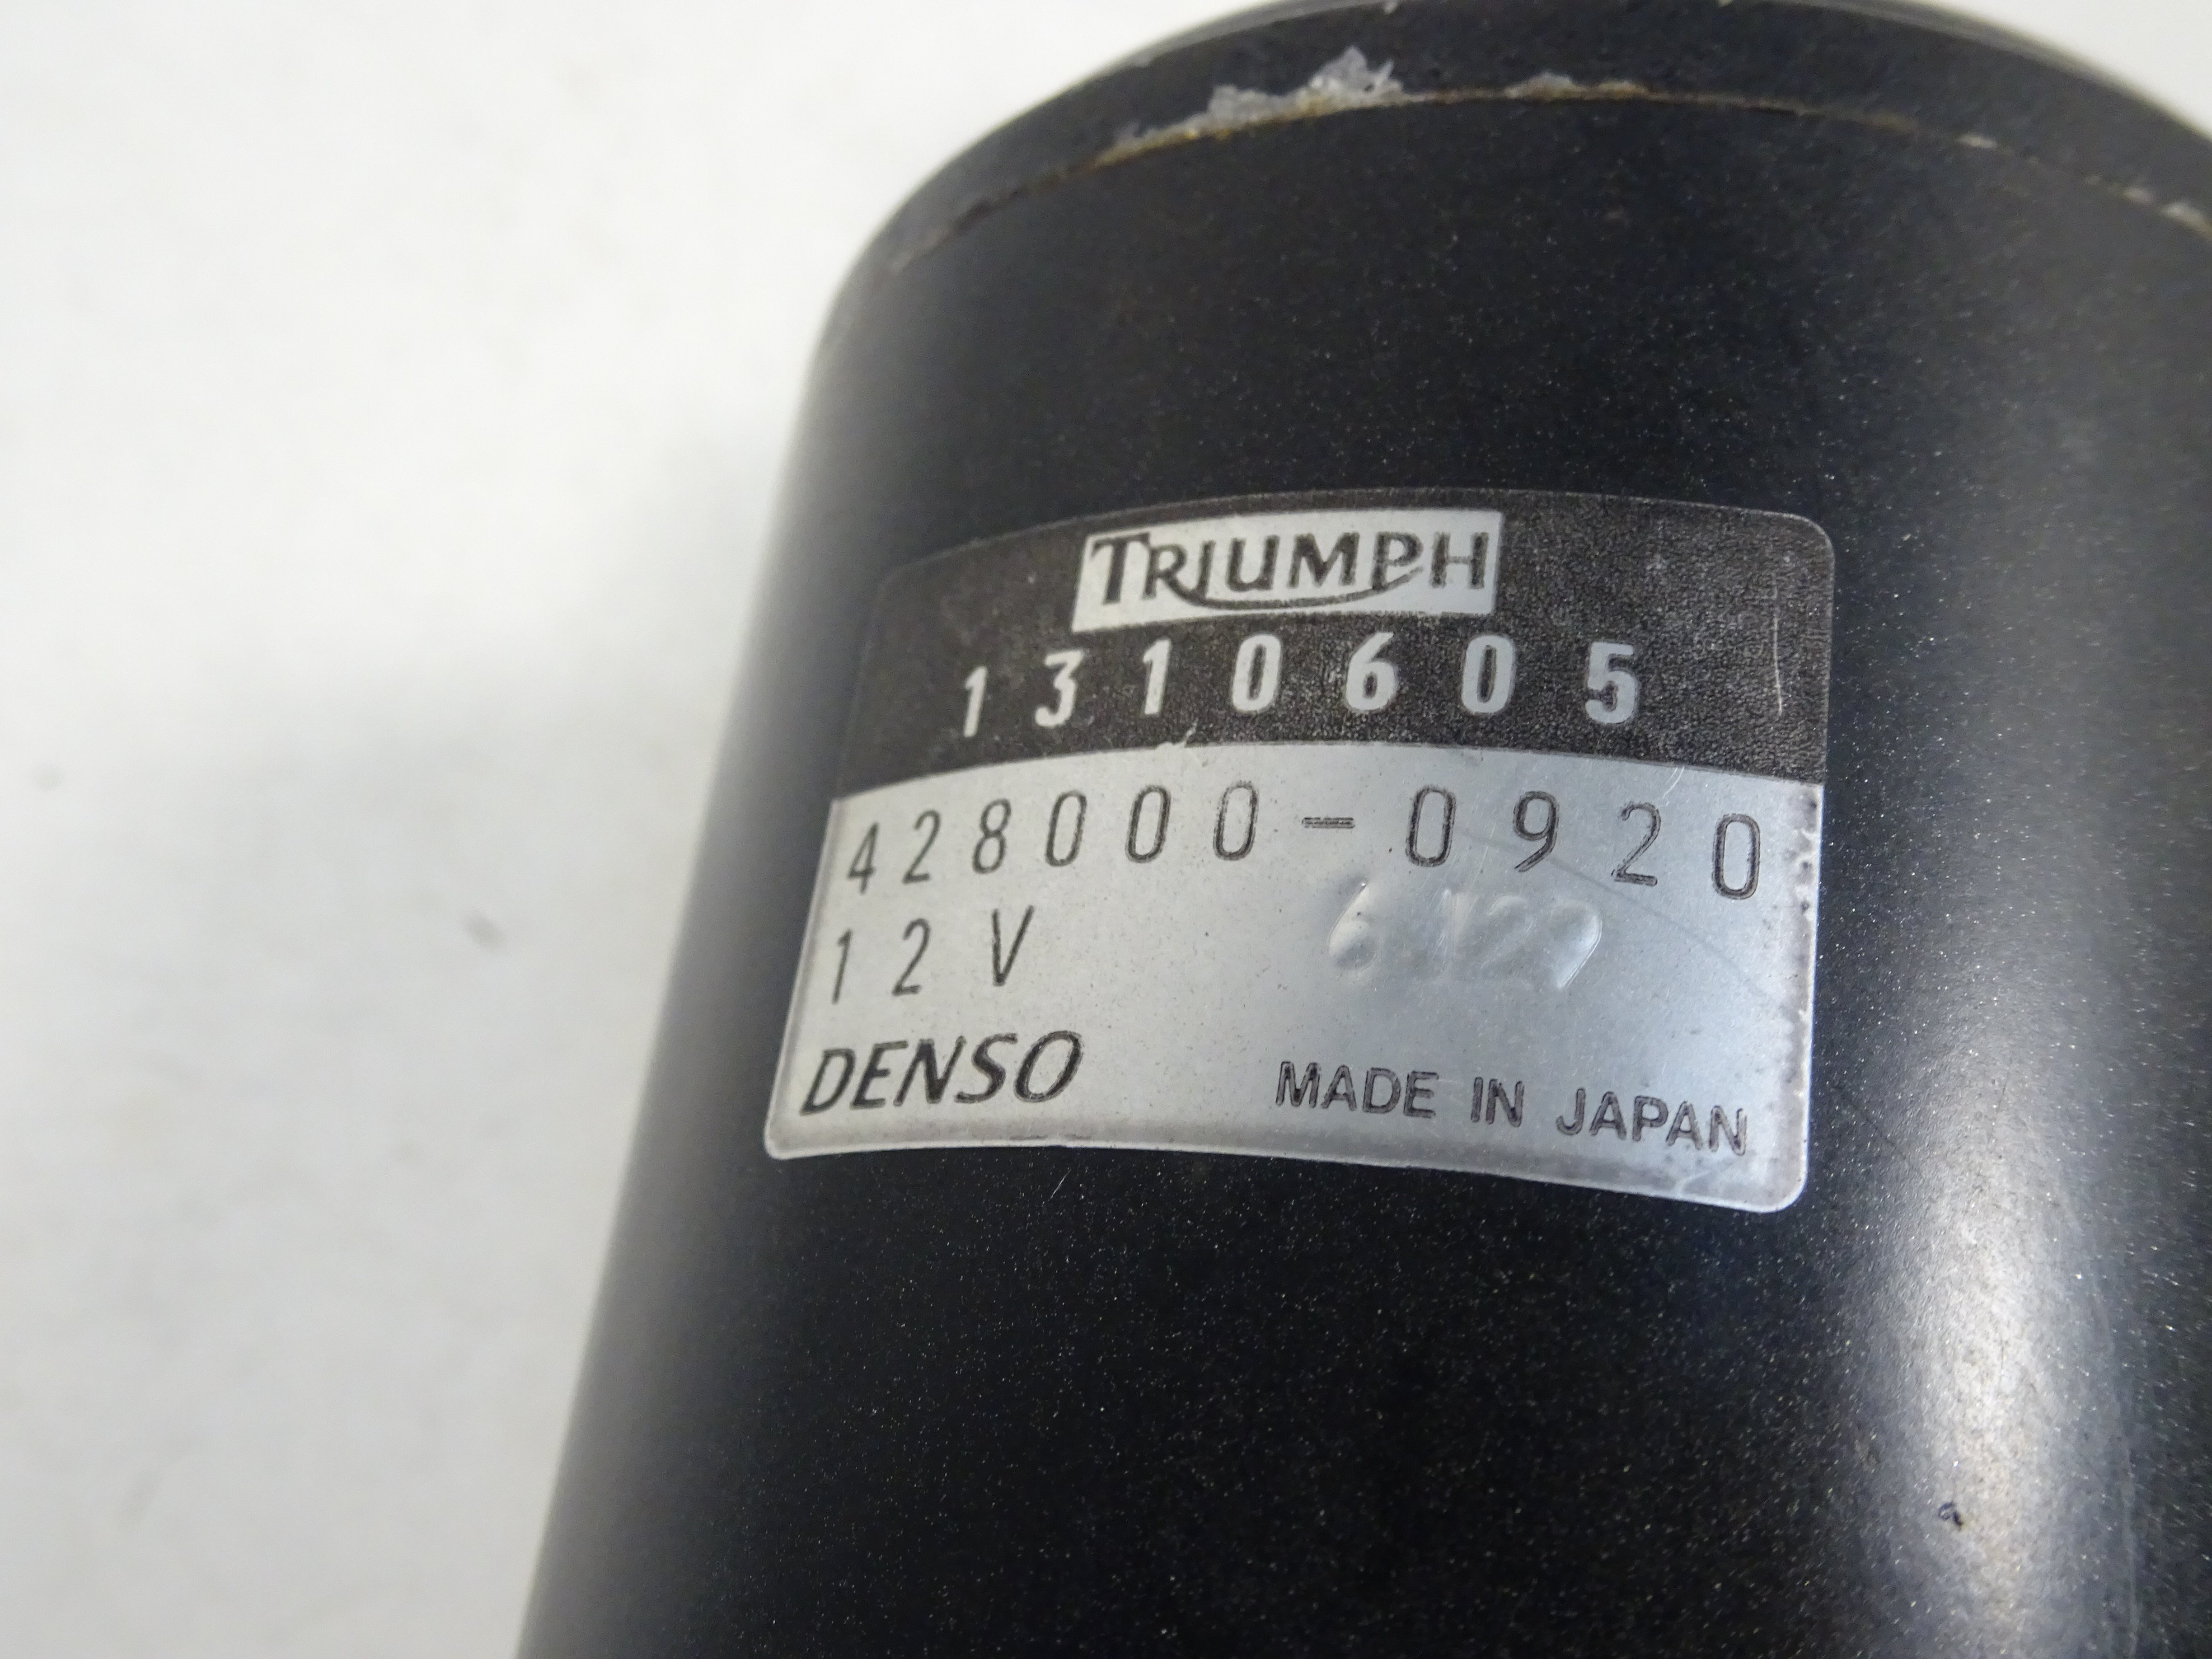 TRIUMPH
1310605
428000-0920
12V
DENSO
MADE IN JAPAN